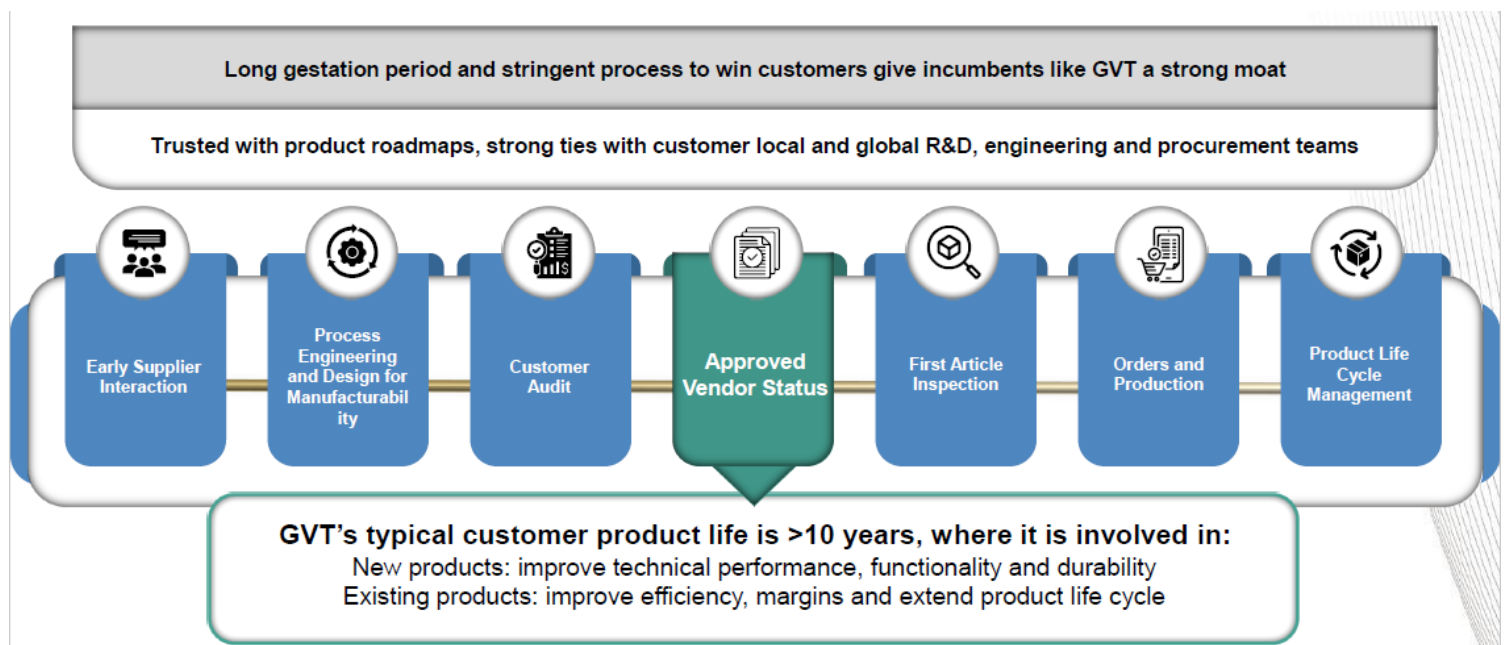 Long gestation period and stringent process to win customers give incumbents like GVT a strong moat
Trusted with product roadmaps, strong ties with customer local and global R&D, engineering and procurement teams
Early Supplier
Interaction
Process
Engineering
and Design for
Manufacturabil
ity
Customer
Audit
Approved
Vendor Status
First Article
Inspection
Orders and
Production
Product Life
Cycle
Management
GVT’s typical customer product life is >10 years, where it is involved in:
New products: improve technical performance, functionality and durability
Existing products: improve efficiency, margins and extend product life cycle